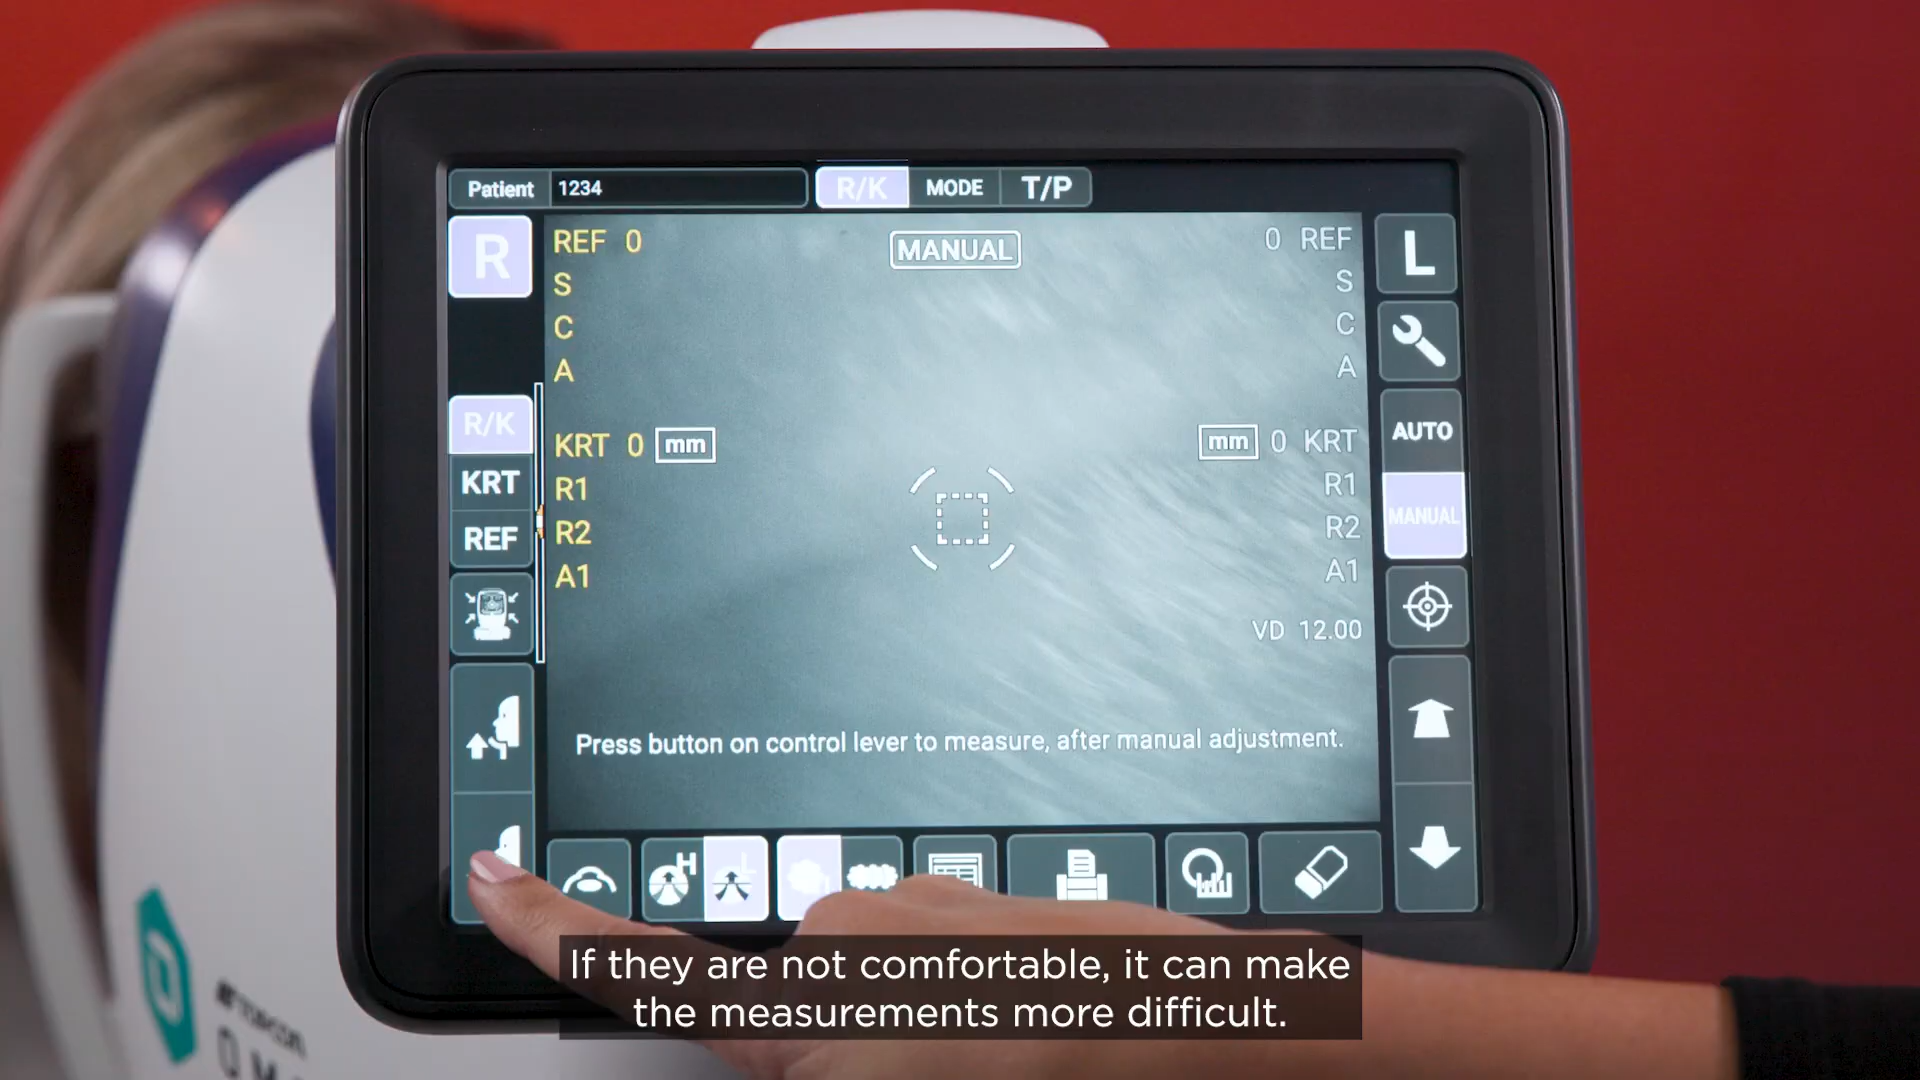 Patient 1234 R/K MODE T/P
R REF 0 MANUAL 0 REF L
S S
C C
A A
R/K
KRT 0 mm mm 0 KRT AUTO
KRT R1 R1
MANUAL
REF R2 R2
A1 A1
VD 12.00
Press button on control lever to measure, after manual adjustment.
H L
If they are not comfortable, it can make
the measurements more difficult.
TOPCON